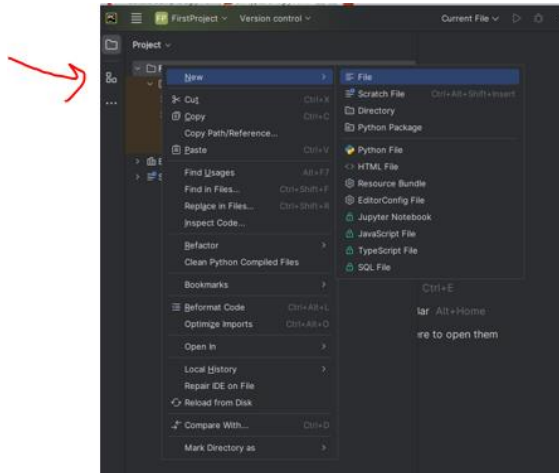 FP FirstProject Version control Current File
Project
New
Cut Ctrl+X
Copy Ctrl+C
Copy Path/Reference...
Paste Ctrl+V
Find Usages Alt+F7
Find in Files... Ctrl+Shift+F
Replace in Files... Ctrl+Shift+R
Inspect Code...
Refactor
Clean Python Compiled Files
Bookmarks
Reformat Code Ctrl+Alt+L
Optimize Imports Ctrl+Alt+O
Open In
Local History
Repair IDE on File
Reload from Disk
Compare With... Ctrl+D
Mark Directory as
File
Scratch File Ctrl+Alt+Shift+Insert
Directory
Python Package
Python File
HTML File
Resource Bundle
EditorConfig File
Jupyter Notebook
JavaScript File
TypeScript File
SQL File
Ctrl+E
Alt+Home
to open them